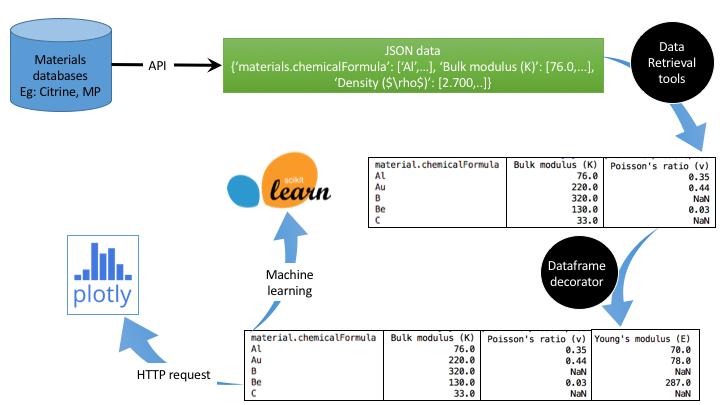 Materials
databases
Eg: Citrine, MP
API
JSON data
{‘materials.chemicalFormula’: [‘Al’,…], ‘Bulk modulus (K)’: [76.0,…],
‘Density ($\rho$)‘: [2.700,..]}
Data
Retrieval
tools
material.chemicalFormula Bulk modulus (K) Poisson's ratio (v)
Al 76.0 0.35
Au 220.0 0.44
B 320.0 NaN
Be 130.0 0.03
C 33.0 NaN
scikit
learn
plotly
Machine
learning
Dataframe
decorator
HTTP request
material.chemicalFormula Bulk modulus (K) Poisson's ratio (v) Young's modulus (E)
Al 76.0 0.35 70.0
Au 220.0 0.44 78.0
B 320.0 NaN NaN
Be 130.0 0.03 287.0
C 33.0 NaN NaN